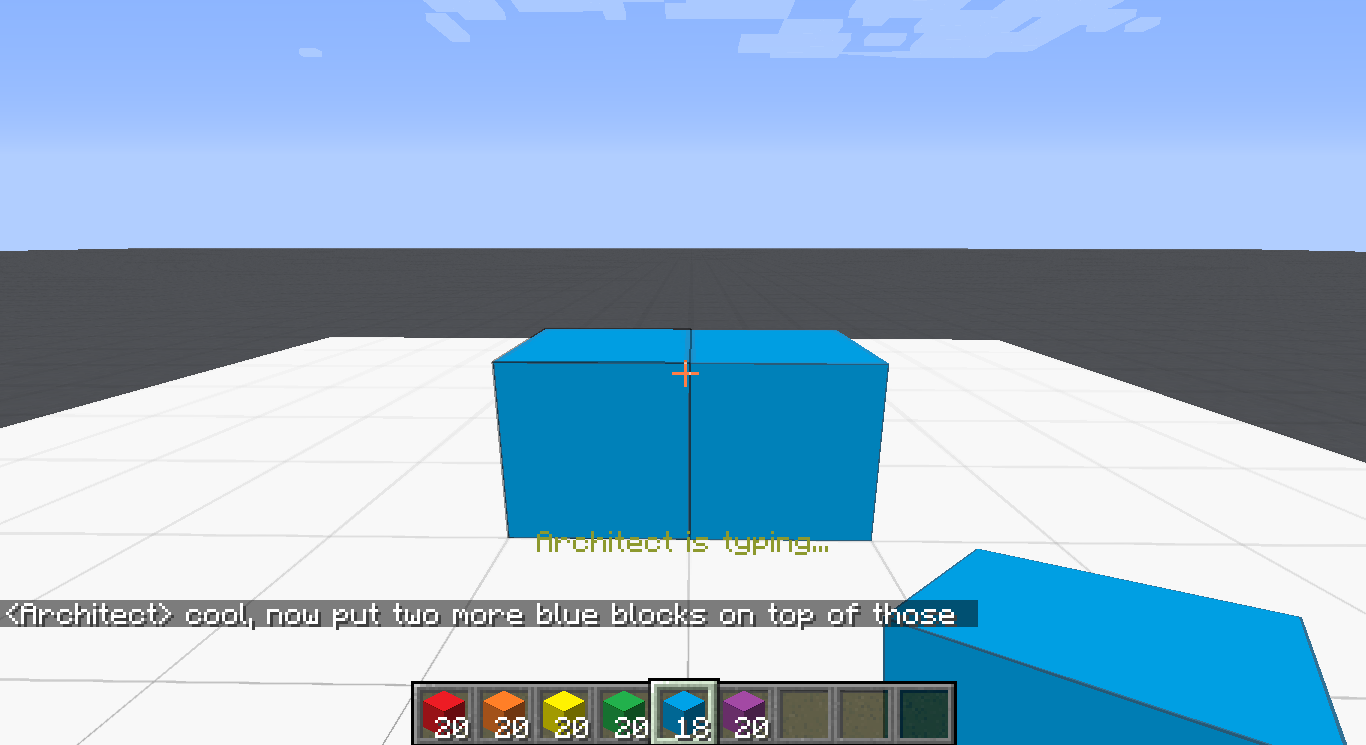 Architect is typing...
<Architect> cool, now put two more blue blocks on top of those
20 20 20 20 18 20